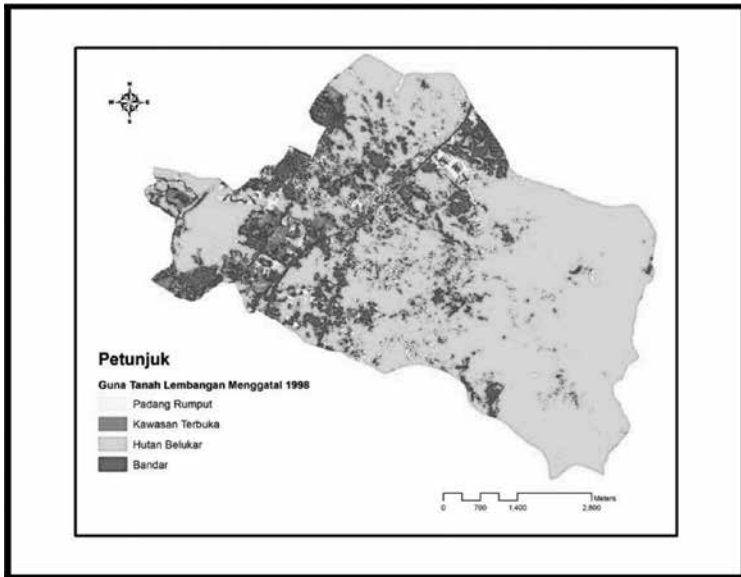 N
W E
S
Petunjuk
Guna Tanah Lembangan Menggatal 1998
Padang Rumput
Kawasan Terbuka
Hutan Belukar
Bandar
Meters
0 700 1,400 2,800